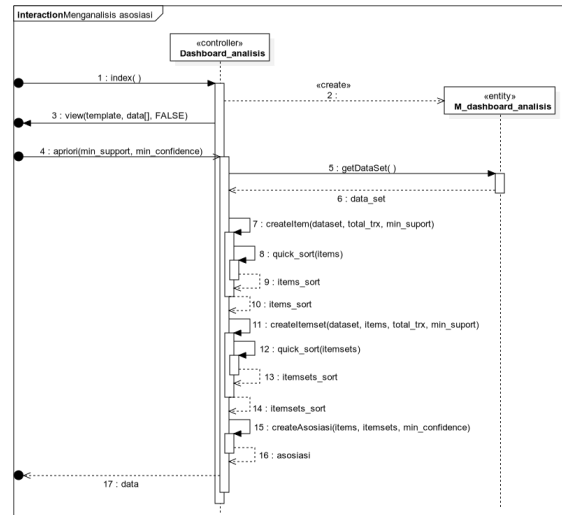 interactionMenganalisis asosiasi
«controller»
Dashboard_analisis
1 : index( )
«create»
2 :
«entity»
M_dashboard_analisis
3 : view(template, data[], FALSE)
4 : apriori(min_support, min_confidence)
5 : getDataSet( )
6 : data_set
7 : createItem(dataset, total_trx, min_suport)
8 : quick_sort(items)
9 : items_sort
10 : items_sort
11 : createItemset(dataset, items, total_trx, min_suport)
12 : quick_sort(itemsets)
13 : itemsets_sort
14 : itemsets_sort
15 : createAsosiasi(items, itemsets, min_confidence)
16 : asosiasi
17 : data